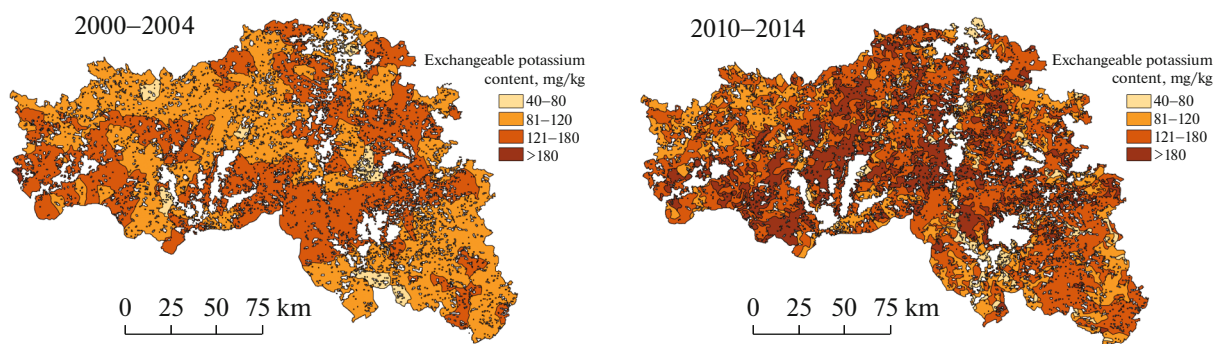 2000–2004
Exchangeable potassium
content, mg/kg
40–80
81–120
121–180
>180
0 25 50 75 km
2010–2014
Exchangeable potassium
content, mg/kg
40–80
81–120
121–180
>180
0 25 50 75 km